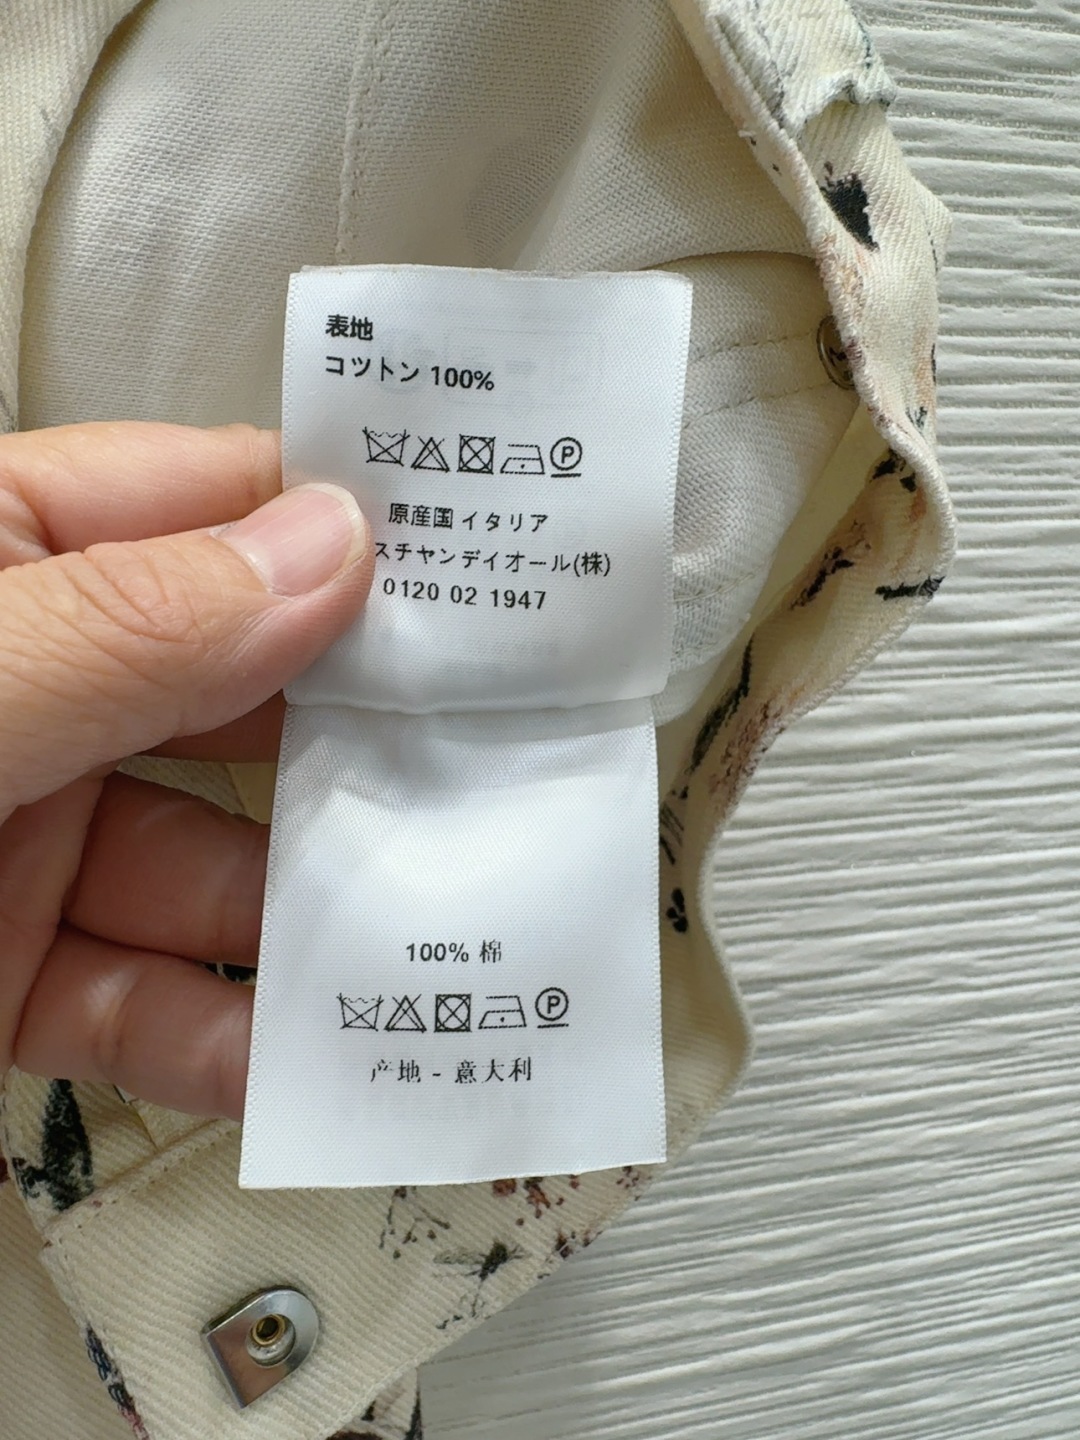 表地
コツトン 100%
P
原産国 イタリア
スチヤンデイオール(株)
0120 02 1947
100% 棉
P
产地 - 意大利